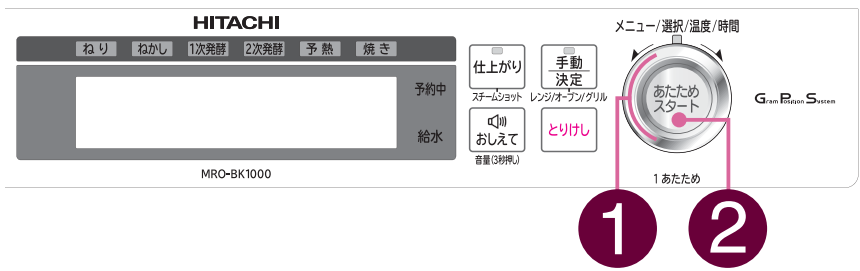 HITACHI
ねり ねかし 1次発酵 2次発酵 予熱 焼き
予約中
給水
MRO-BK1000
仕上がり
スチームショット
手動
決定
レンジ/オーブン/グリル
おしえて
音量(3秒押し)
とりけし
メニュー/選択/温度/時間
あたため
スタート
1 あたため
Gram Position System
1
2